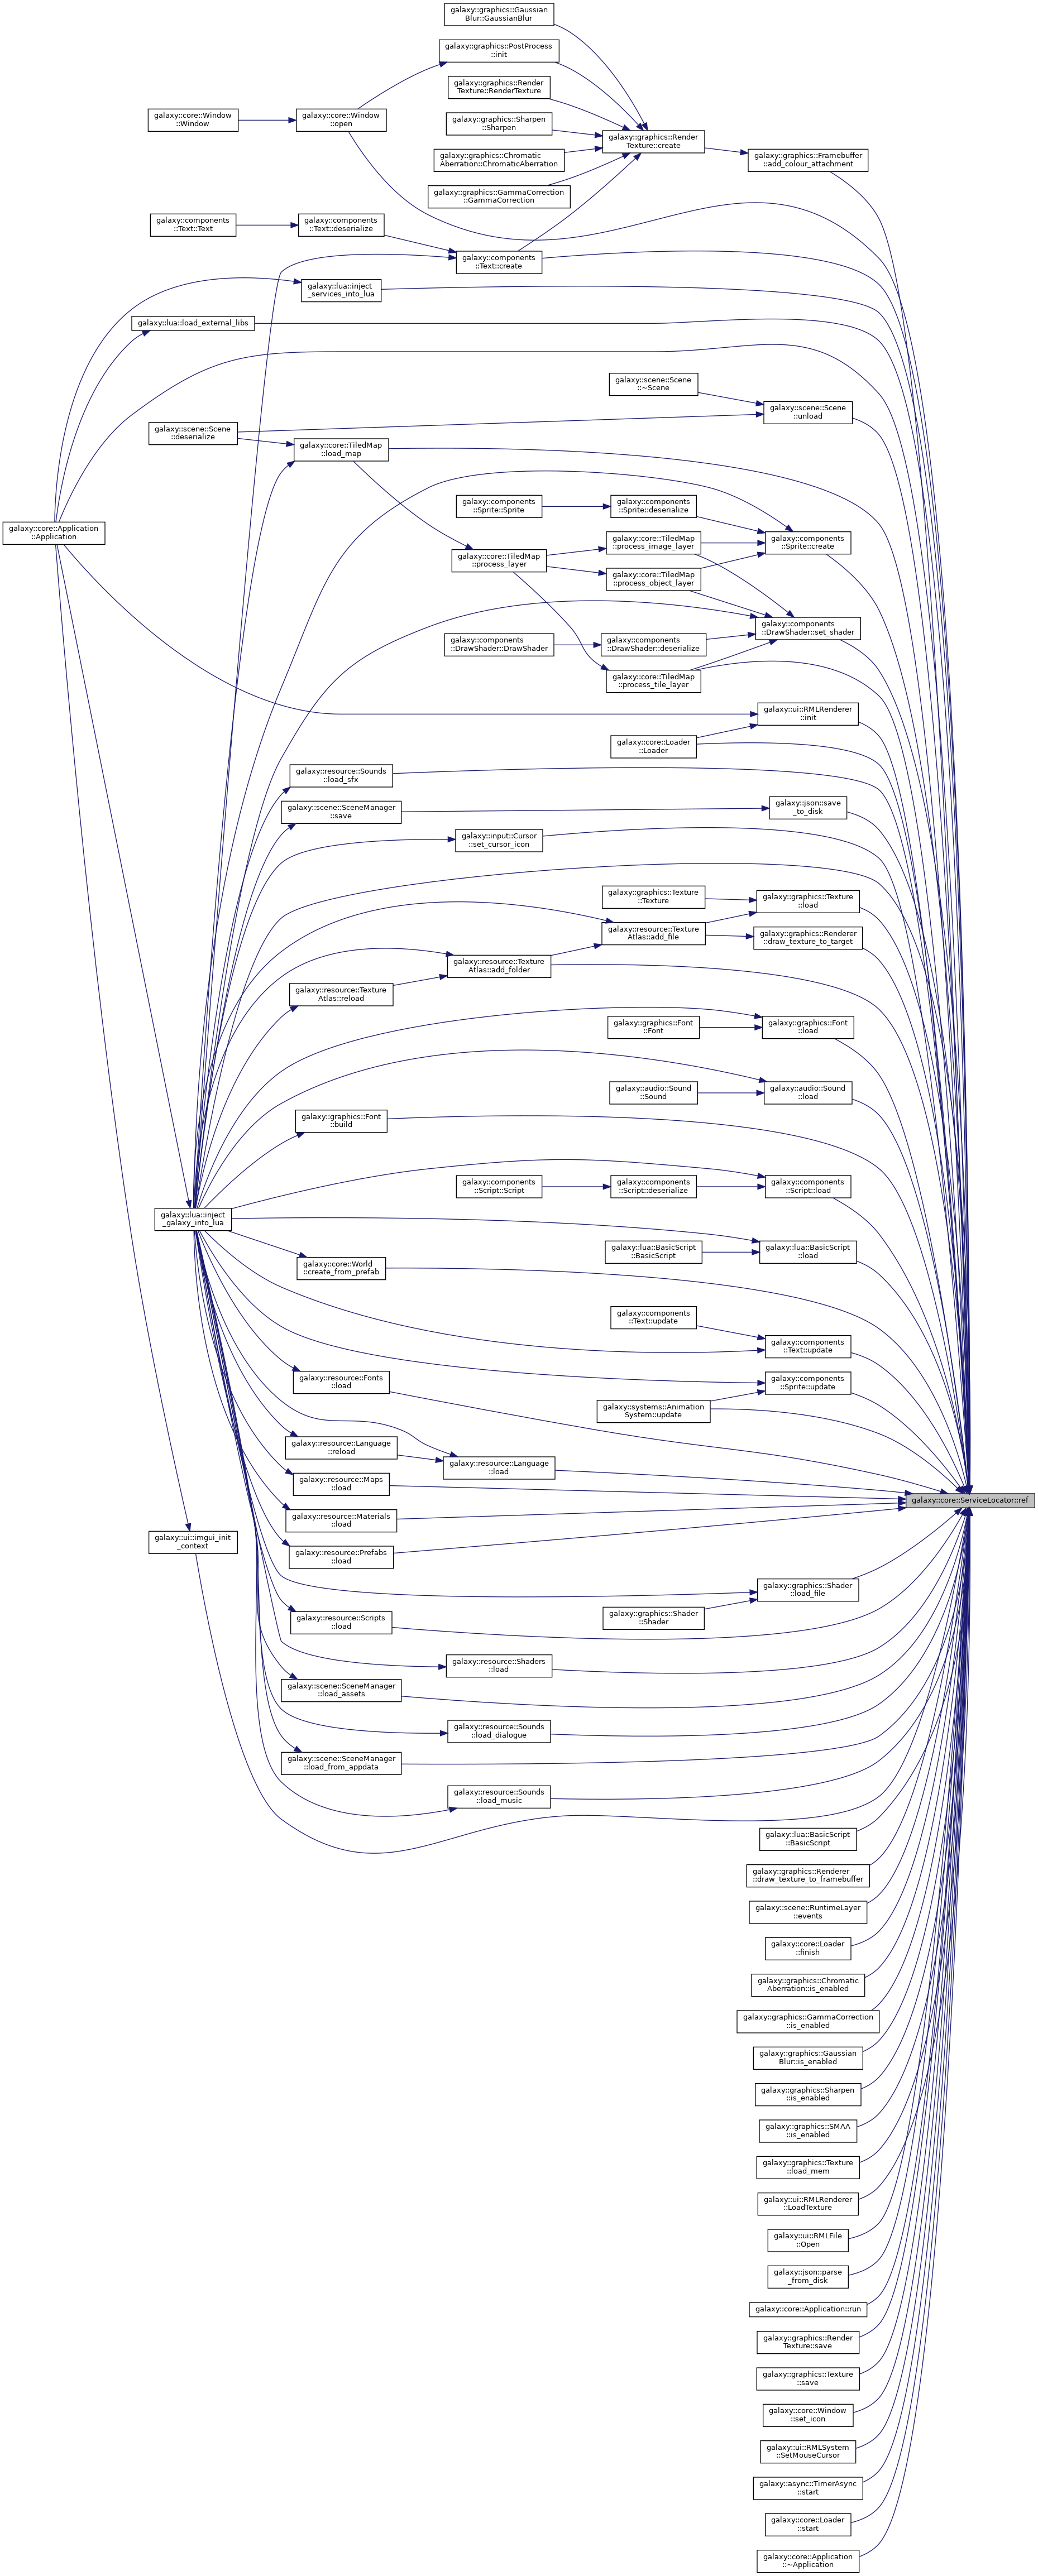 galaxy::graphics::Gaussian
Blur::GaussianBlur
galaxy::graphics::PostProcess
::init
galaxy::graphics::Render
Texture::RenderTexture
galaxy::core::Window
::Window
galaxy::core::Window
::open
galaxy::graphics::Sharpen
::Sharpen
galaxy::graphics::Render
Texture::create
galaxy::graphics::Chromatic
Aberration::ChromaticAberration
galaxy::graphics::Framebuffer
::add_colour_attachment
galaxy::graphics::GammaCorrection
::GammaCorrection
galaxy::components
::Text::Text
galaxy::components
::Text::deserialize
galaxy::components
::Text::create
galaxy::lua::inject
_services_into_lua
galaxy::lua::load_external_libs
galaxy::scene::Scene
::~Scene
galaxy::scene::Scene
::unload
galaxy::scene::Scene
::deserialize
galaxy::core::TiledMap
::load_map
galaxy::components
::Sprite::Sprite
galaxy::components
::Sprite::deserialize
galaxy::core::Application
::Application
galaxy::core::TiledMap
::process_layer
galaxy::core::TiledMap
::process_image_layer
galaxy::components
::Sprite::create
galaxy::core::TiledMap
::process_object_layer
galaxy::components
::DrawShader::set_shader
galaxy::components
::DrawShader::DrawShader
galaxy::components
::DrawShader::deserialize
galaxy::core::TiledMap
::process_tile_layer
galaxy::ui::RMLRenderer
::init
galaxy::core::Loader
::Loader
galaxy::resource::Sounds
::load_sfx
galaxy::scene::SceneManager
::save
galaxy::json::save
_to_disk
galaxy::input::Cursor
::set_cursor_icon
galaxy::graphics::Texture
::Texture
galaxy::graphics::Texture
::load
galaxy::resource::Texture
Atlas::add_file
galaxy::graphics::Renderer
::draw_texture_to_target
galaxy::resource::Texture
Atlas::add_folder
galaxy::resource::Texture
Atlas::reload
galaxy::graphics::Font
::Font
galaxy::graphics::Font
::load
galaxy::audio::Sound
::Sound
galaxy::audio::Sound
::load
galaxy::graphics::Font
::build
galaxy::components
::Script::Script
galaxy::components
::Script::deserialize
galaxy::components
::Script::load
galaxy::lua::inject
_galaxy_into_lua
galaxy::lua::BasicScript
::BasicScript
galaxy::lua::BasicScript
::load
galaxy::core::World
::create_from_prefab
galaxy::components
::Text::update
galaxy::components
::Text::update
galaxy::resource::Fonts
::load
galaxy::components
::Sprite::update
galaxy::systems::Animation
System::update
galaxy::resource::Language
::reload
galaxy::resource::Language
::load
galaxy::resource::Maps
::load
galaxy::core::ServiceLocator::ref
galaxy::resource::Materials
::load
galaxy::ui::imgui_init
_context
galaxy::resource::Prefabs
::load
galaxy::graphics::Shader
::load_file
galaxy::resource::Scripts
::load
galaxy::graphics::Shader
::Shader
galaxy::resource::Shaders
::load
galaxy::scene::SceneManager
::load_assets
galaxy::resource::Sounds
::load_dialogue
galaxy::scene::SceneManager
::load_from_appdata
galaxy::resource::Sounds
::load_music
galaxy::lua::BasicScript
::BasicScript
galaxy::graphics::Renderer
::draw_texture_to_framebuffer
galaxy::scene::RuntimeLayer
::events
galaxy::core::Loader
::finish
galaxy::graphics::Chromatic
Aberration::is_enabled
galaxy::graphics::GammaCorrection
::is_enabled
galaxy::graphics::Gaussian
Blur::is_enabled
galaxy::graphics::Sharpen
::is_enabled
galaxy::graphics::SMAA
::is_enabled
galaxy::graphics::Texture
::load_mem
galaxy::ui::RMLRenderer
::LoadTexture
galaxy::ui::RMLFile
::Open
galaxy::json::parse
_from_disk
galaxy::core::Application::run
galaxy::graphics::Render
Texture::save
galaxy::graphics::Texture
::save
galaxy::core::Window
::set_icon
galaxy::ui::RMLSystem
::SetMouseCursor
galaxy::async::TimerAsync
::start
galaxy::core::Loader
::start
galaxy::core::Application
::~Application